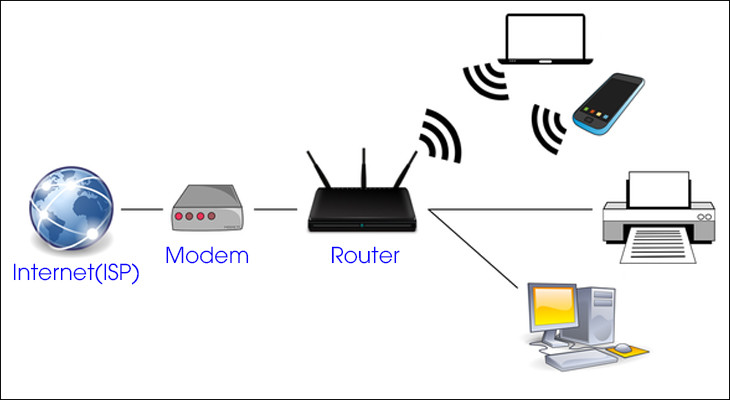 Internet(ISP)
Modem
Router